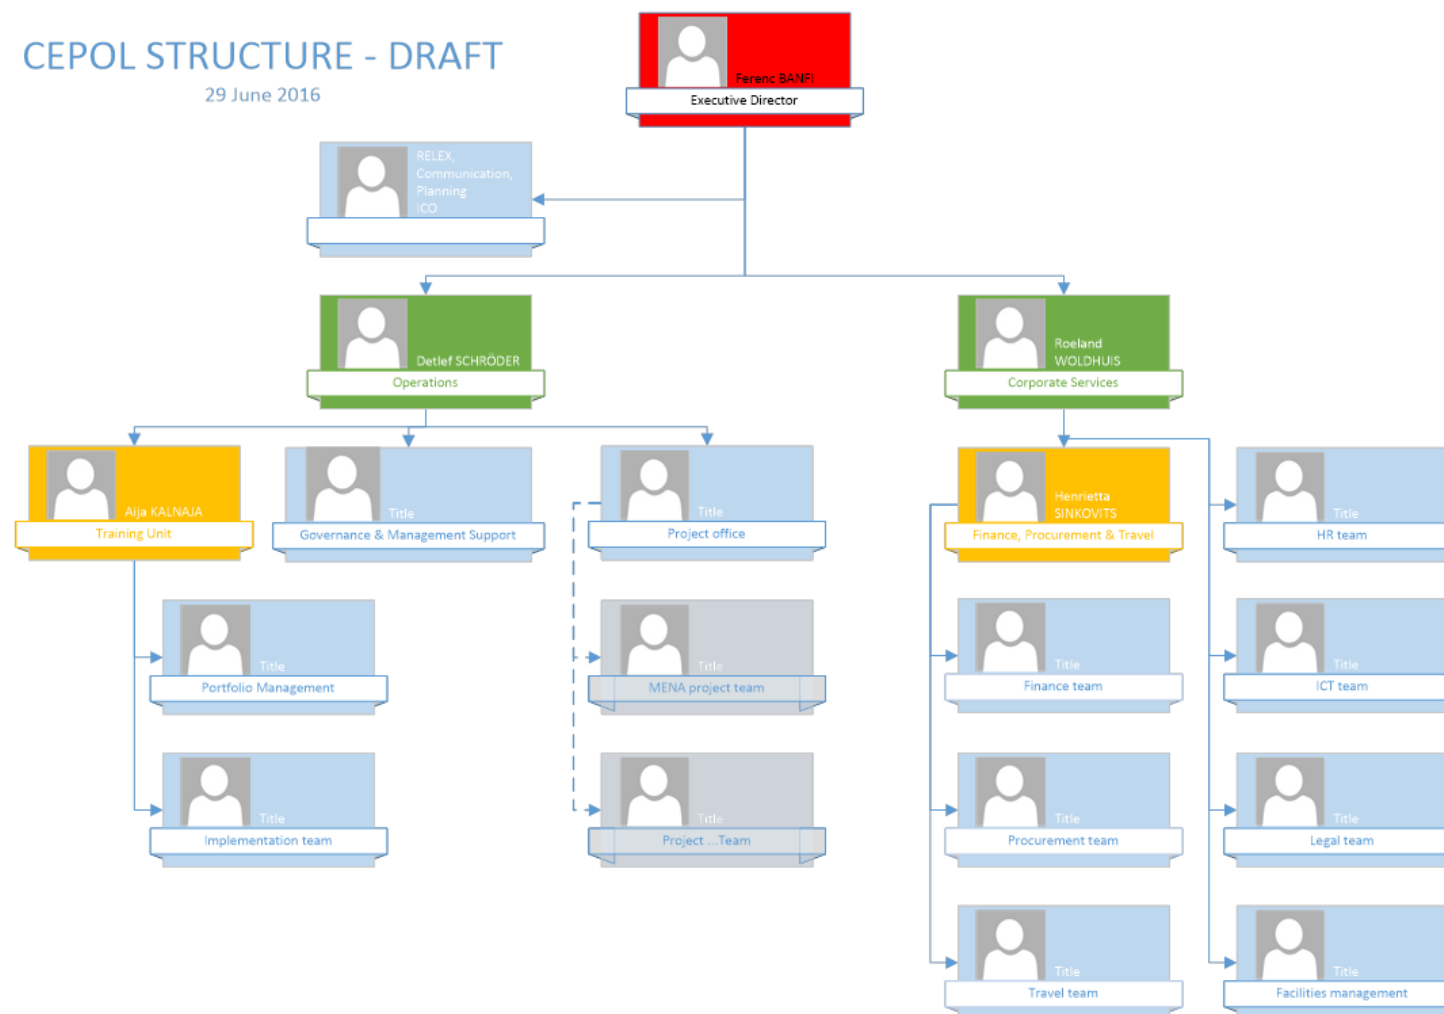 CEPOL STRUCTURE - DRAFT
29 June 2016
Ferenc BANFI
Executive Director
RELEX,
Communication,
Planning
ICO
Detlef SCHRÖDER
Operations
Roeland
WOLDHUIS
Corporate Services
Aija KALNAJA
Training Unit
Title
Governance & Management Support
Title
Project office
Henrietta
SINKOVITS
Finance, Procurement & Travel
Title
HR team
Title
Portfolio Management
Title
MENA project team
Title
Finance team
Title
ICT team
Title
Implementation team
Title
Project ...Team
Title
Procurement team
Title
Legal team
Title
Travel team
Title
Facilities management